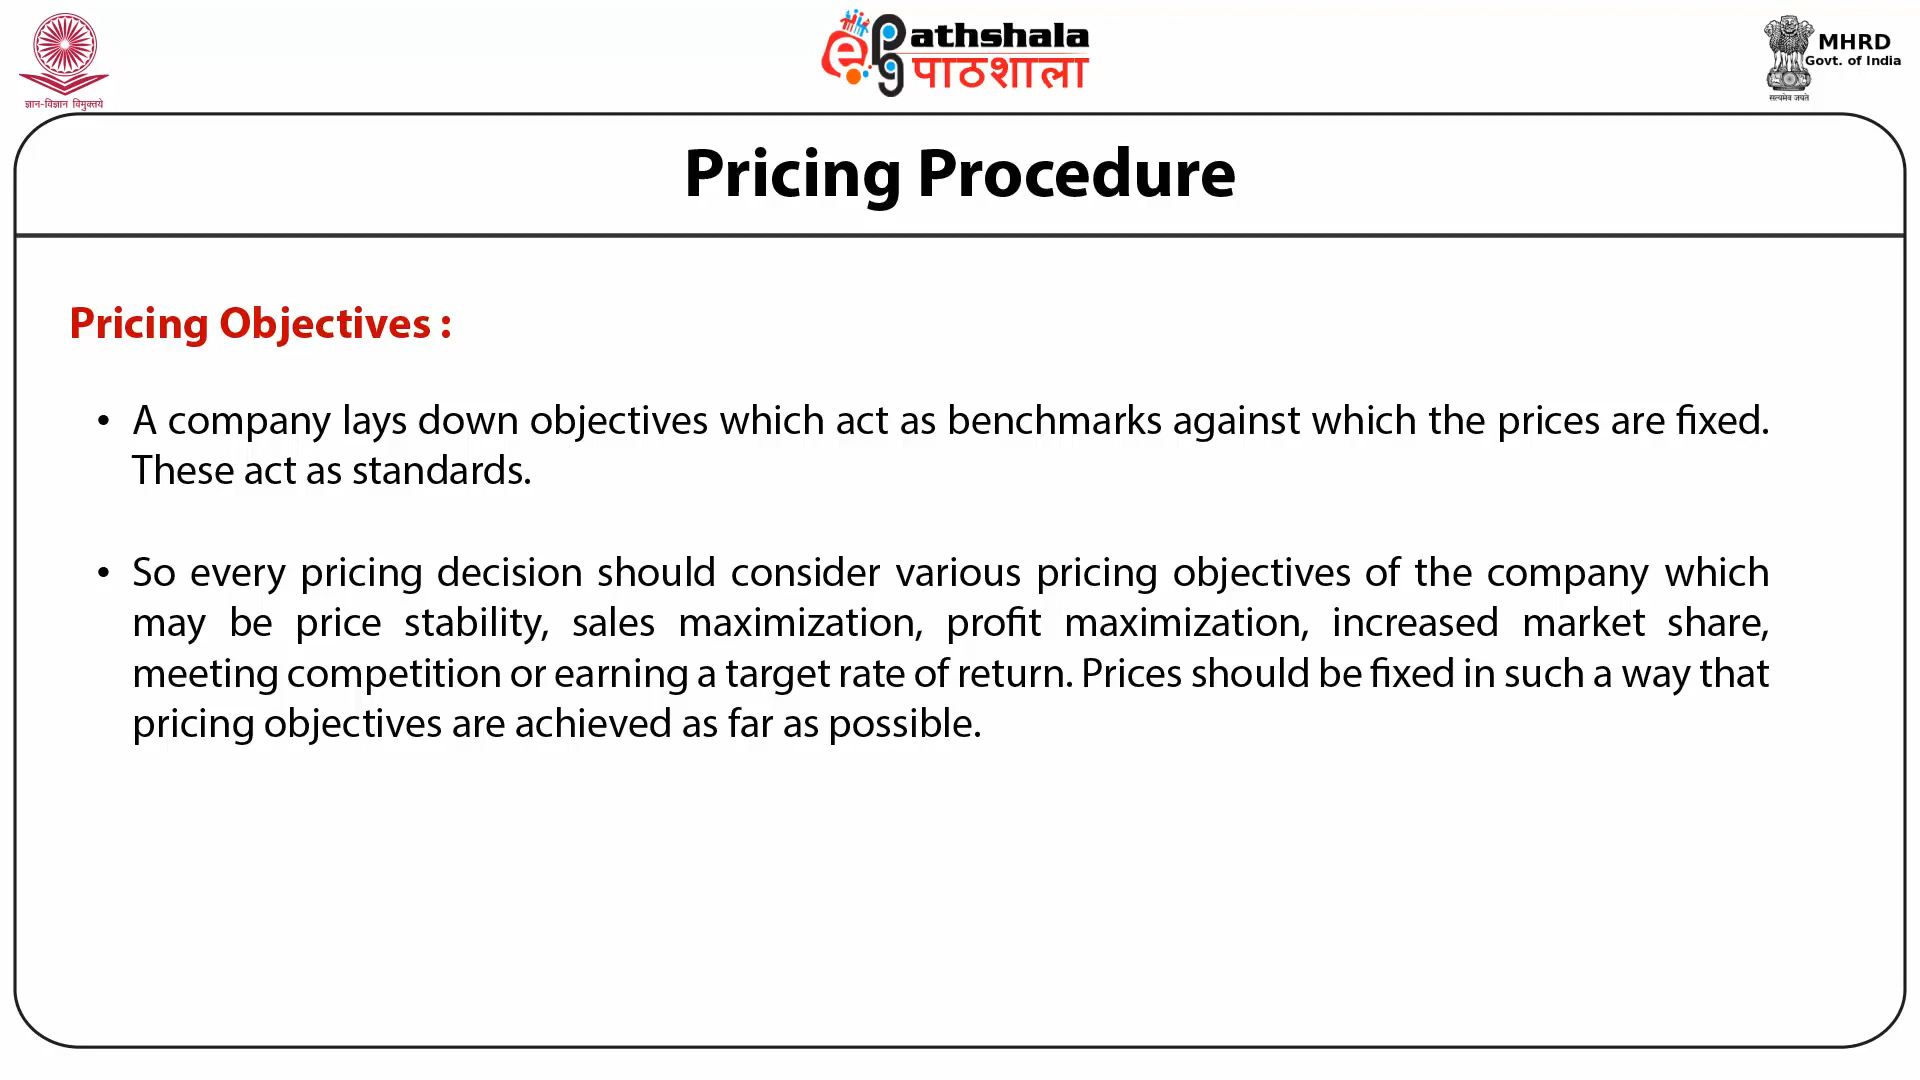 ज्ञान-विज्ञान विमुक्तये
ePathshala
पाठशाला
MHRD
Govt. of India
सत्यमेव जयते
Pricing Procedure
Pricing Objectives :
• A company lays down objectives which act as benchmarks against which the prices are fixed.
These act as standards.
• So every pricing decision should consider various pricing objectives of the company which
may be price stability, sales maximization, profit maximization, increased market share,
meeting competition or earning a target rate of return. Prices should be fixed in such a way that
pricing objectives are achieved as far as possible.